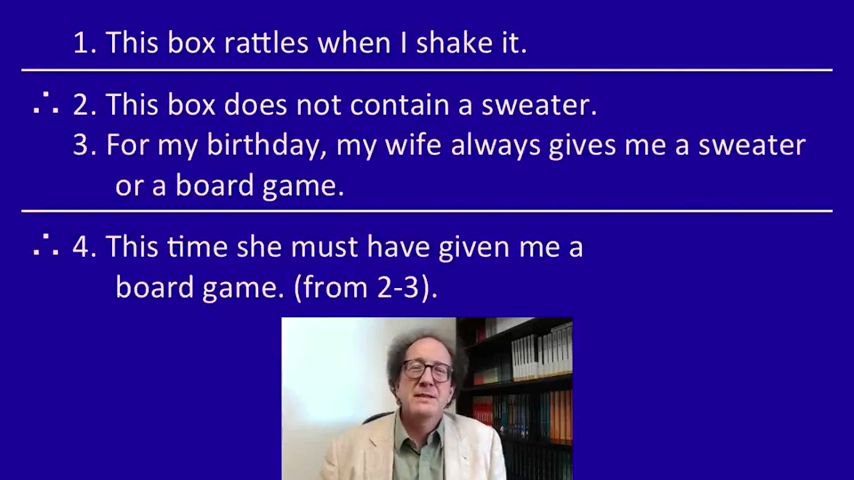 1. This box rattles when I shake it.
∴ 2. This box does not contain a sweater.
3. For my birthday, my wife always gives me a sweater
or a board game.
∴ 4. This time she must have given me a
board game. (from 2-3).